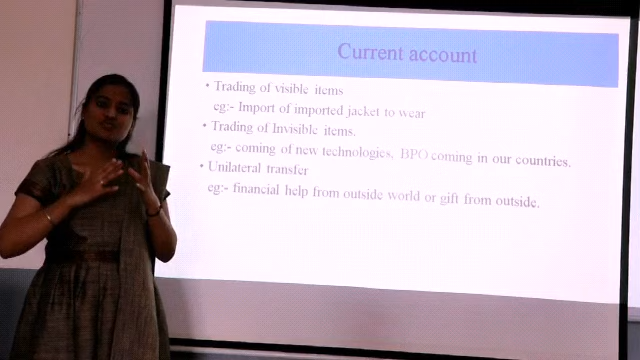 Current account
• Trading of visible items
eg:- Import of imported jacket to wear
• Trading of Invisible items.
eg:- coming of new technologies, BPO coming in our countries.
• Unilateral transfer
eg:- financial help from outside world or gift from outside.